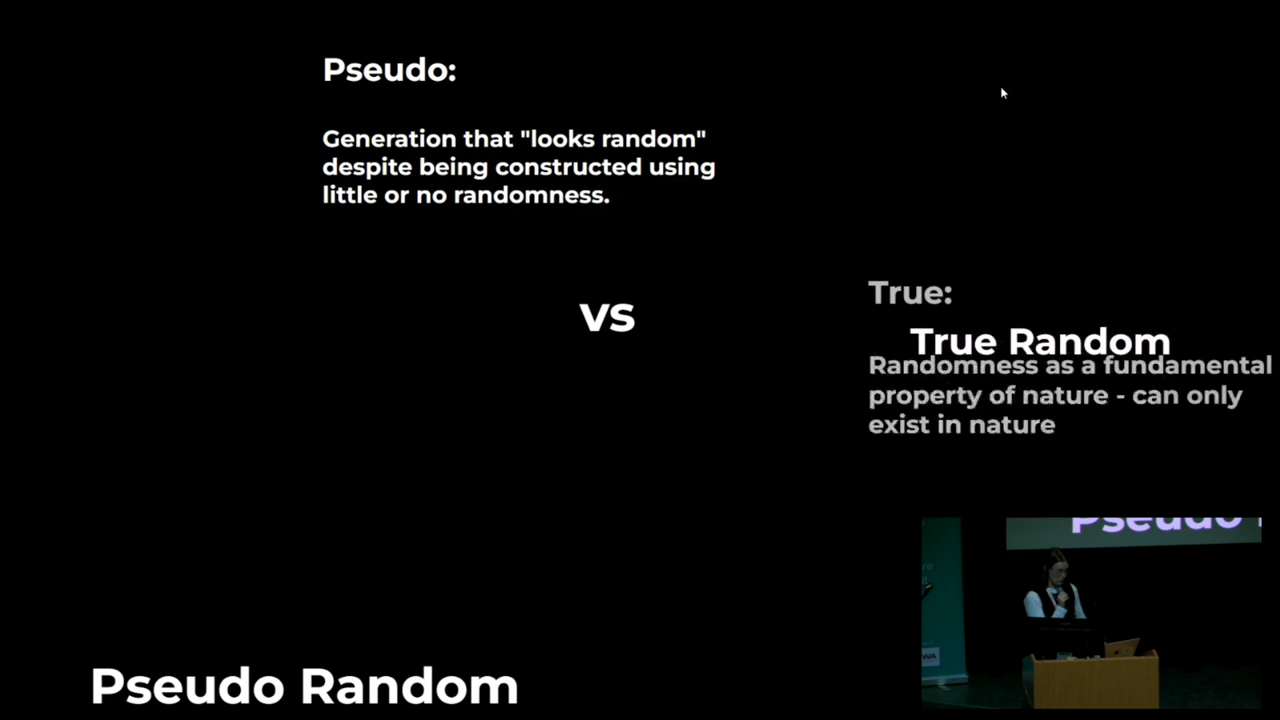 Pseudo:
Generation that "looks random"
despite being constructed using
little or no randomness.
vs
True:
True Random
Randomness as a fundamental
property of nature - can only
exist in nature
Pseudo
WA
Pseudo Random